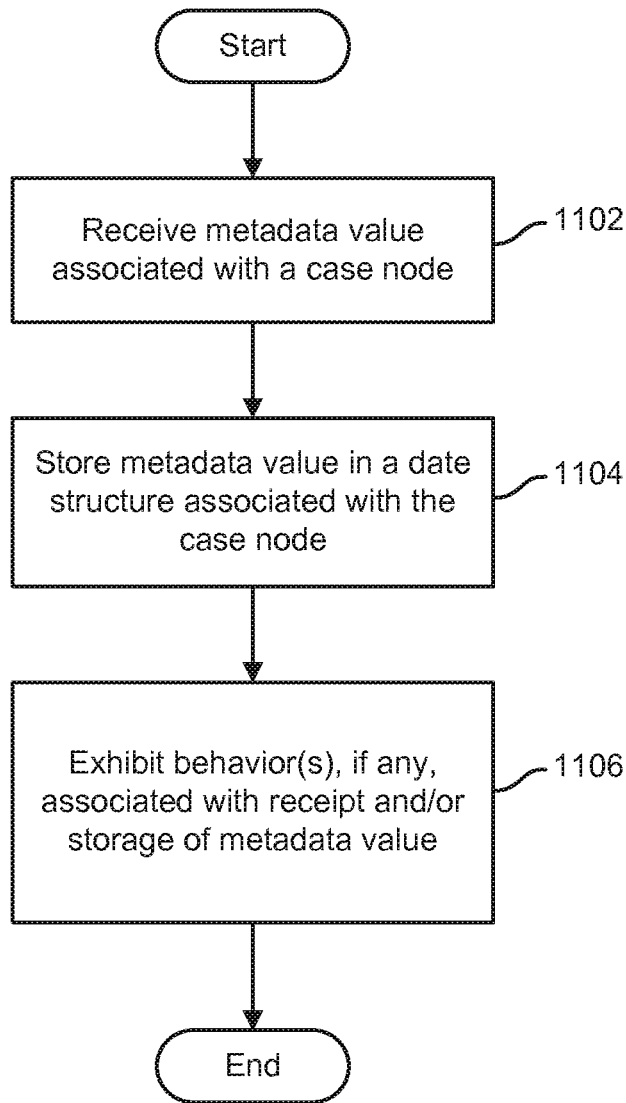 Start
Receive metadata value
associated with a case node
1102
Store metadata value in a date
structure associated with the
case node
1104
Exhibit behavior(s), if any,
associated with receipt and/or
storage of metadata value
1106
End